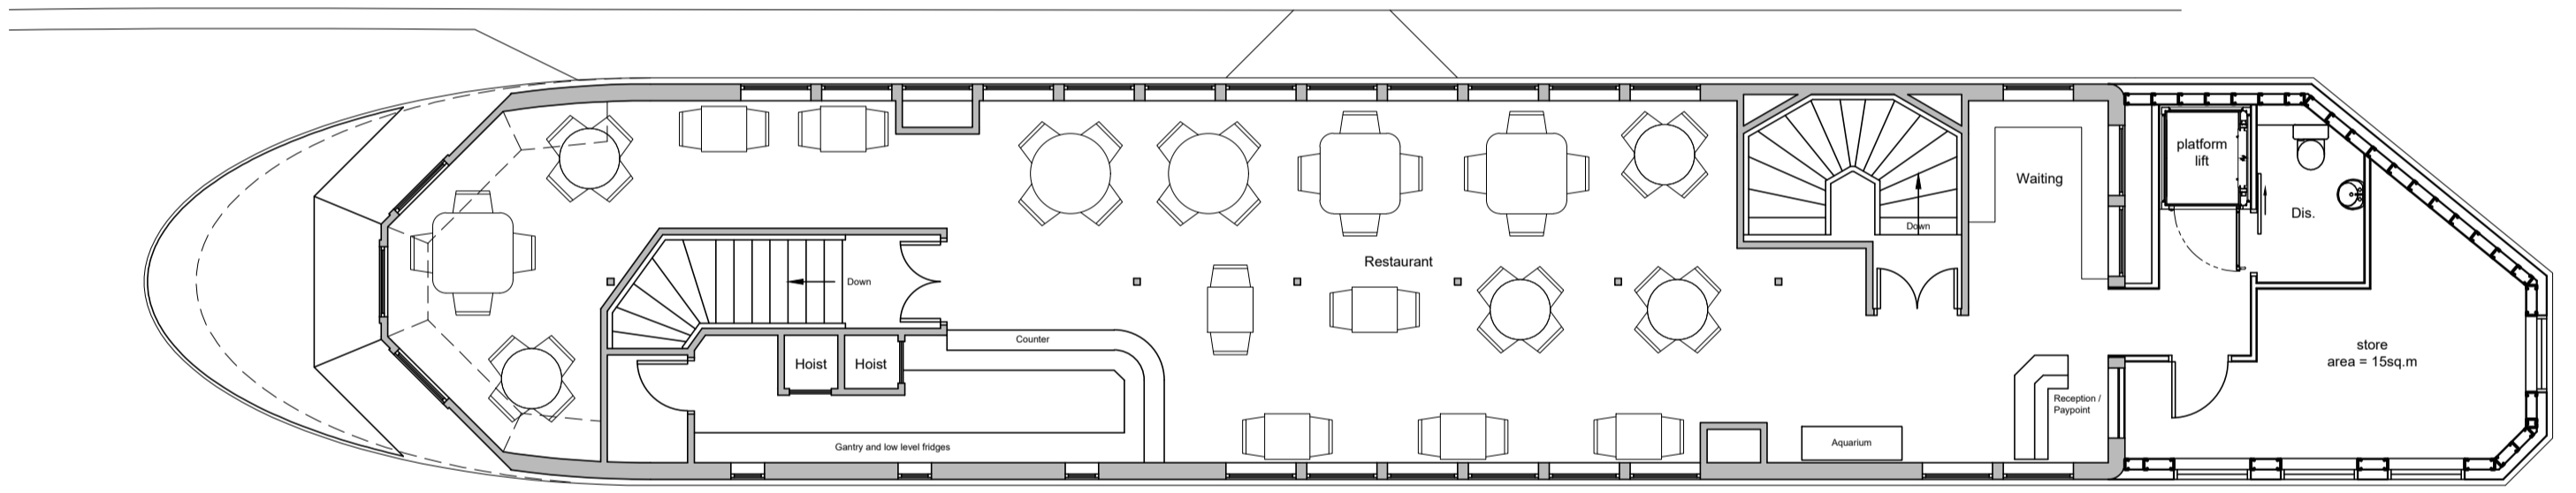 platform
lift
Waiting
Dis.
Down
Restaurant
Down
Counter
store
area = 15sq.m
Hoist
Hoist
Reception /
Paypoint
Aquarium
Gantry and low level fridges